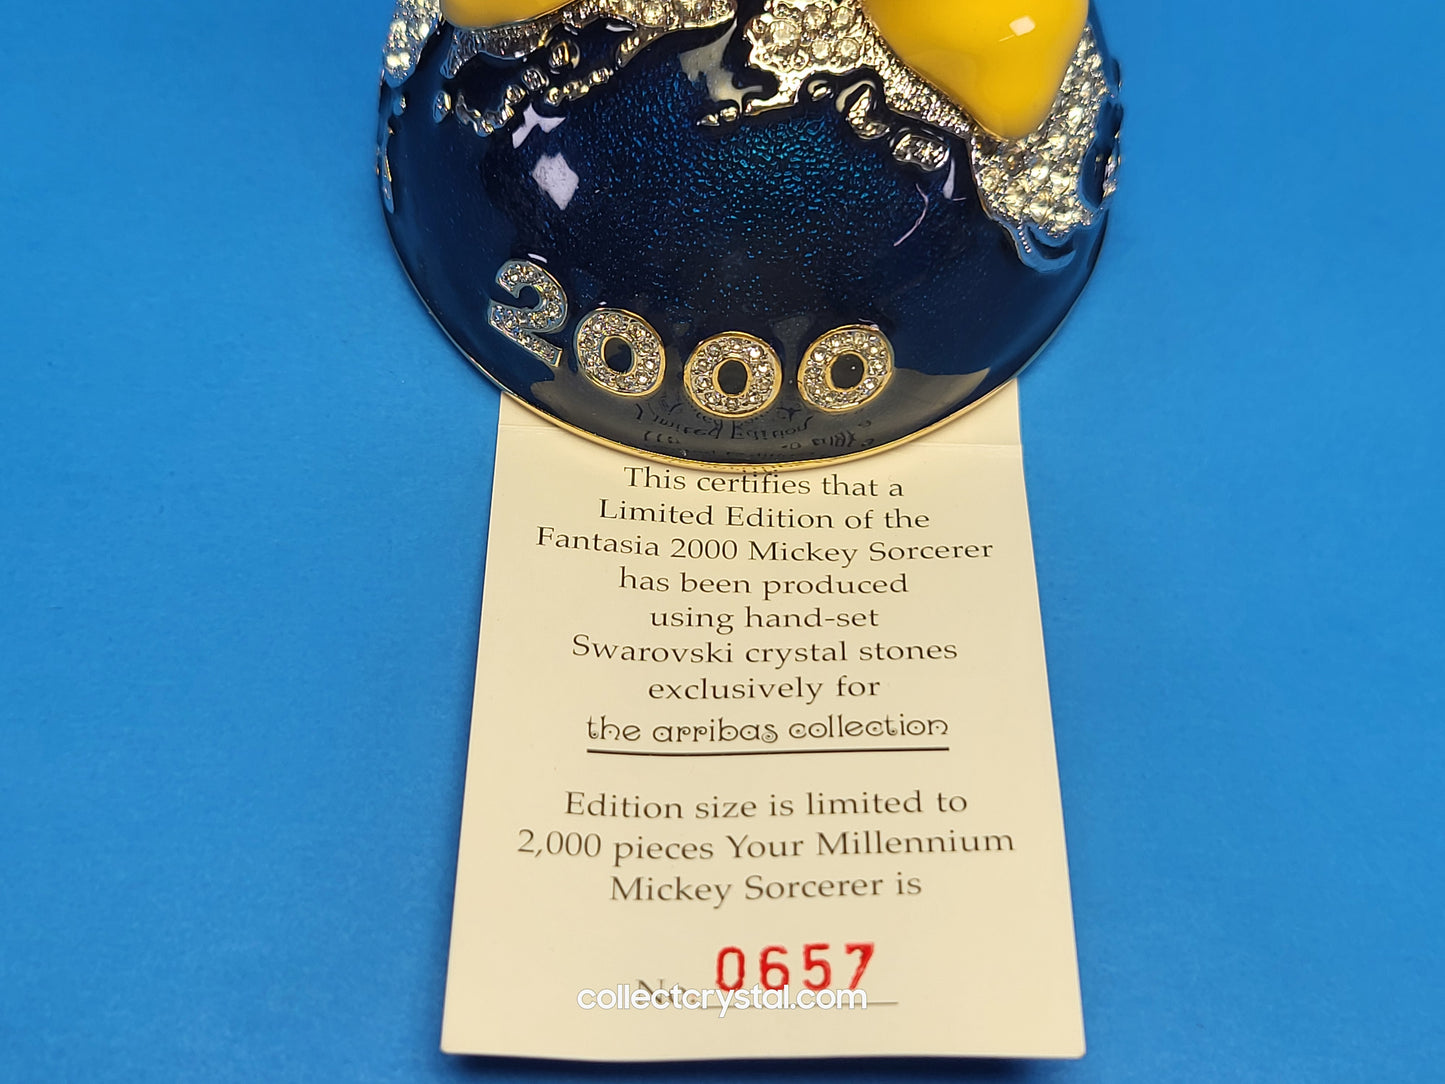 2000
This certifies that a
Limited Edition of the
Fantasia 2000 Mickey Sorcerer
has been produced
using hand-set
Swarovski crystal stones
exclusively for
the arribas collection
Edition size is limited to
2,000 pieces Your Millennium
Mickey Sorcerer is
No. 0657
collectcrystal.com